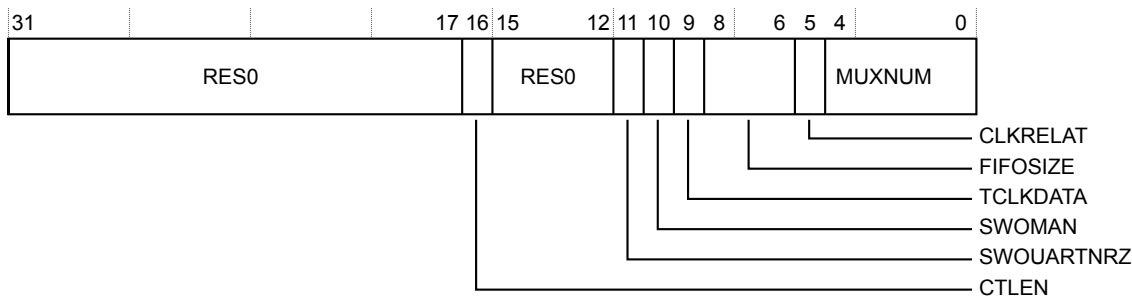 31 17 16 15 12 11 10 9 8 6 5 4 0
RES0 RES0 MUXNUM
CLKRELAT
FIFOSIZE
TCLKDATA
SWOMAN
SWOUARTNRZ
CTLEN